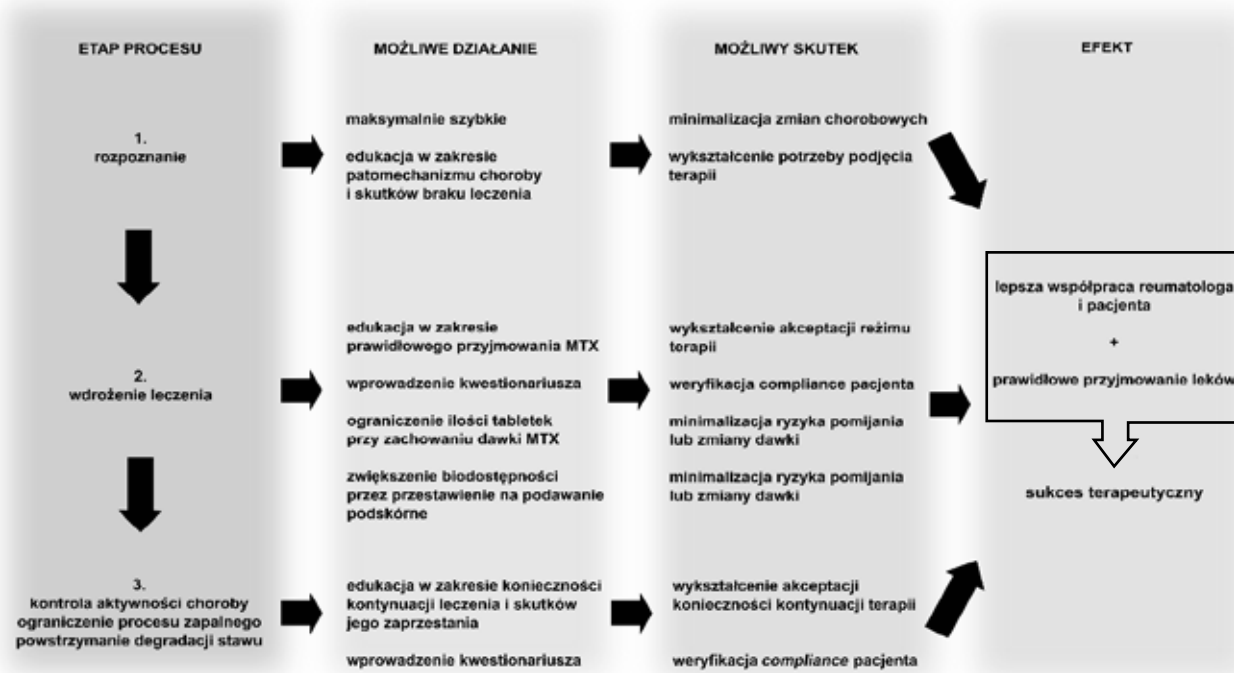 ETAP PROCESU
MOŻLIWE DZIAŁANIE
MOŻLIWY SKUTEK
EFEKT
1.
rozpoznanie
maksymalnie szybkie
edukacja w zakresie
patomechanizmu choroby
i skutków braku leczenia
minimalizacja zmian chorobowych
wykształcenie potrzeby podjęcia
terapii
2.
wdrożenie leczenia
edukacja w zakresie
prawidłowego przyjmowania MTX
wprowadzenie kwestionariusza
ograniczenie ilości tabletek
przy zachowaniu dawki MTX
zwiększenie biodostępności
przez przestawienie na podawanie
podskórne
wykształcenie akceptacji reżimu
terapii
weryfikacja compliance pacjenta
minimalizacja ryzyka pomijania
lub zmiany dawki
minimalizacja ryzyka pomijania
lub zmiany dawki
3.
kontrola aktywności choroby
ograniczenie procesu zapalnego
powstrzymanie degradacji stawu
edukacja w zakresie konieczności
kontynuacji leczenia i skutków
jego zaprzestania
wprowadzenie kwestionariusza
wykształcenie akceptacji
konieczności kontynuacji terapii
weryfikacja compliance pacjenta
lepsza współpraca reumatologa
i pacjenta
+
prawidłowe przyjmowanie leków
sukces terapeutyczny